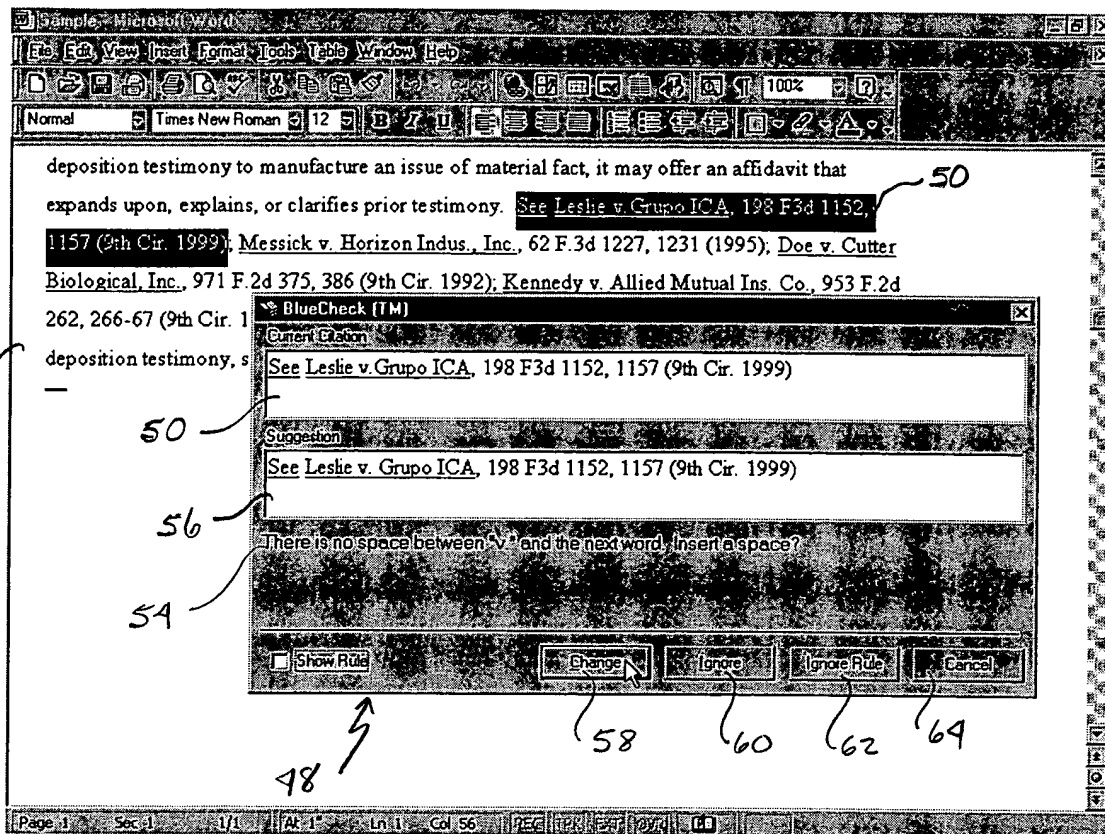 Sample - Microsoft Word
File Edit View Insert Format Tools Table Window Help
100%
Normal Times New Roman 12 B I U
deposition testimony to manufacture an issue of material fact, it may offer an affidavit that
expands upon, explains, or clarifies prior testimony. See Leslie v.Grupo ICA, 198 F3d 1152, 50
1157 (9th Cir. 1999); Messick v. Horizon Indus., Inc., 62 F.3d 1227, 1231 (1995); Doe v. Cutter
Biological, Inc., 971 F.2d 375, 386 (9th Cir. 1992); Kennedy v. Allied Mutual Ins. Co., 953 F.2d
262, 266-67 (9th Cir. 1
deposition testimony, s
BlueCheck (TM)
Current Citation
See Leslie v.Grupo ICA, 198 F3d 1152, 1157 (9th Cir. 1999)
50
Suggestion
See Leslie v. Grupo ICA, 198 F3d 1152, 1157 (9th Cir. 1999)
56
There is no space between "v." and the next word. Insert a space?
54
Show Rule Change Ignore Ignore Rule Cancel
58 60 62 64
48
Page 1 Sec 1 1/1 At 1" Ln 1 Col 56 REC TRK EXT OVR